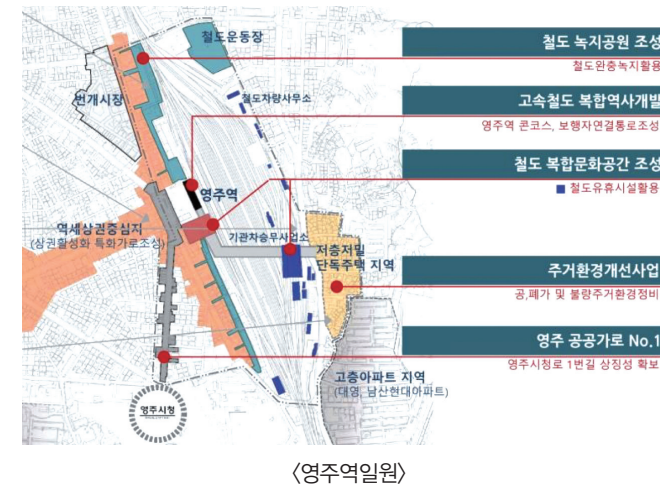 철도운동장
번개시장
철도차량사무소
영주역
역세상권중심지
(상권활성화 특화가로조성)
기관차승무사업소
저층저밀
단독주택 지역
고층아파트 지역
(대영, 남산현대아파트)
영주시청
철도 녹지공원 조성
철도완충녹지활용
고속철도 복합역사개발
영주역 콘코스, 보행자연결통로조성
철도 복합문화공간 조성
철도유휴시설활용
주거환경개선사업
공,폐가 및 불량주거환경정비
영주 공공가로 No.1
영주시청로 1번길 상징성 확보
〈영주역일원〉